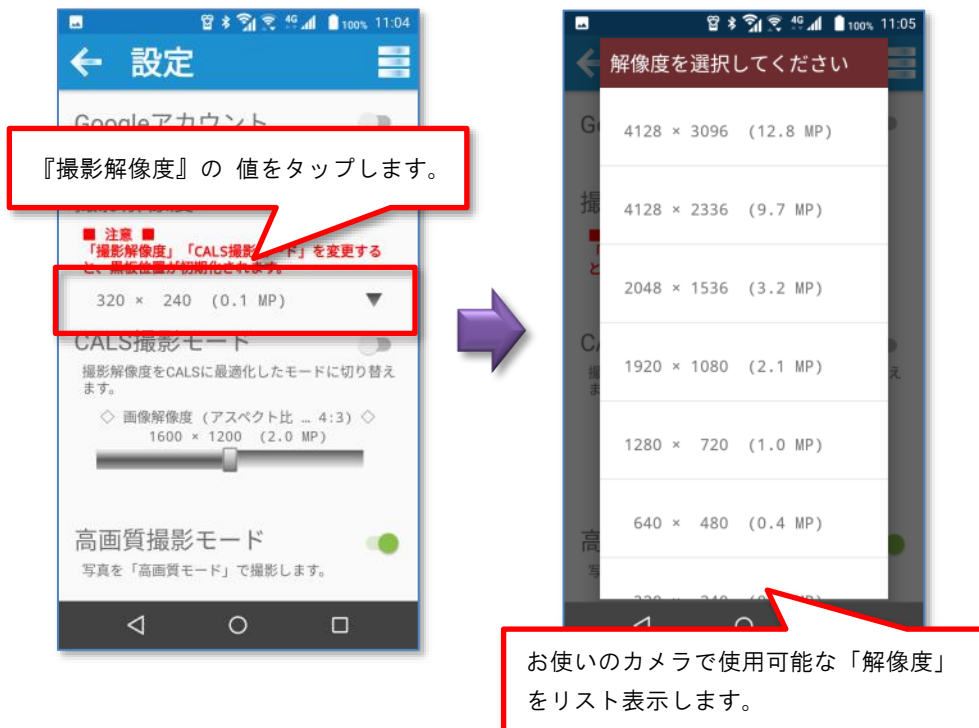 100% 11:04
設定
Googleアカウント
『撮影解像度』の 値をタップします。
■ 注意 ■
「撮影解像度」「CALS撮影モード」を変更する
と、黒板位置が初期化されます。
320 × 240 (0.1 MP) ▼
CALS撮影モード
撮影解像度をCALSに最適化したモードに切り替え
ます。
◇ 画像解像度 (アスペクト比 … 4:3) ◇
1600 × 1200 (2.0 MP)
高画質撮影モード
写真を「高画質モード」で撮影します。
4G 100% 11:05
解像度を選択してください
4128 × 3096 (12.8 MP)
4128 × 2336 (9.7 MP)
2048 × 1536 (3.2 MP)
1920 × 1080 (2.1 MP)
1280 × 720 (1.0 MP)
640 × 480 (0.4 MP)
お使いのカメラで使用可能な「解像度」
をリスト表示します。